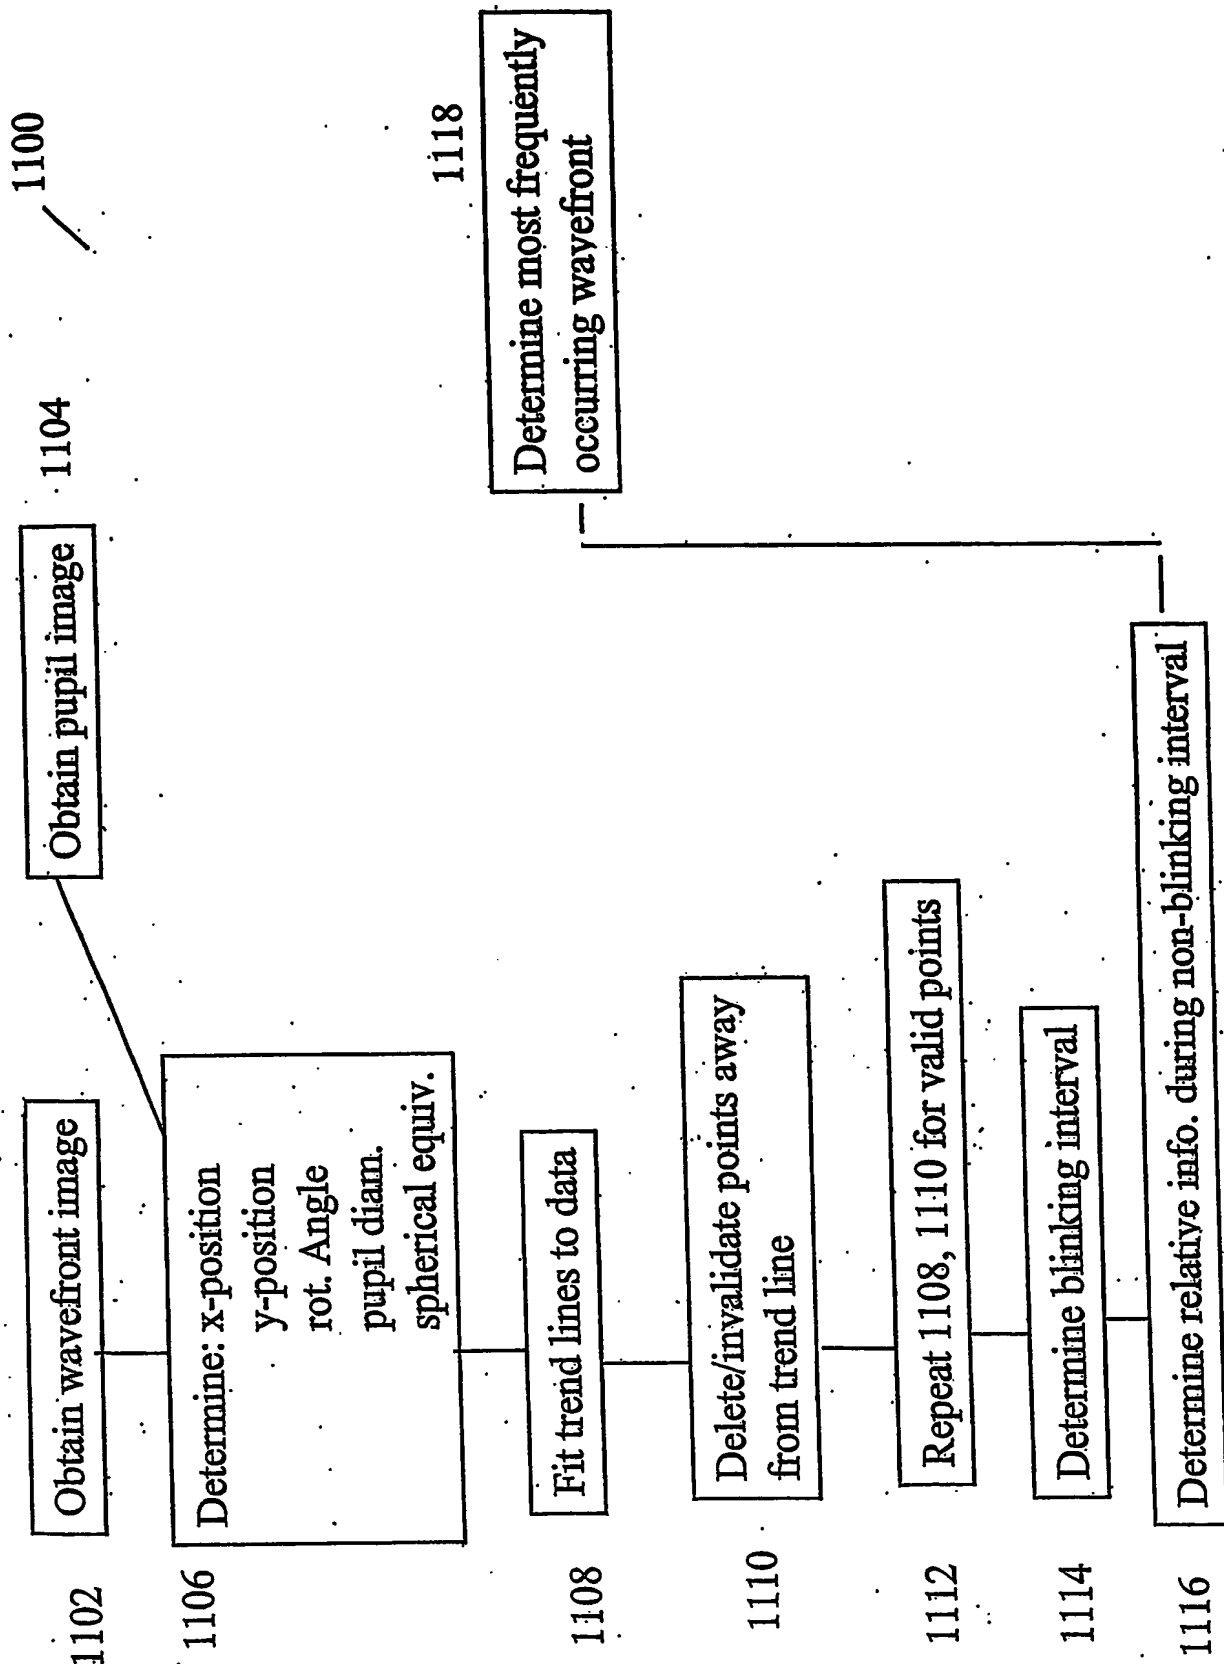 1100
1102
Obtain wavefront image
Obtain pupil image
1104
1106
Determine: x-position
y-position
rot. Angle
pupil diam.
spherical equiv.
1108
Fit trend lines to data
1110
Delete/invalidate points away
from trend line
1112
Repeat 1108, 1110 for valid points
1114
Determine blinking interval
1116
Determine relative info. during non-blinking interval
1118
Determine most frequently
occurring wavefront